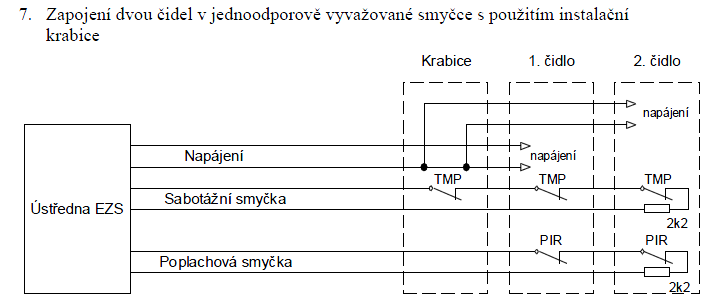 7. Zapojení dvou čidel v jednoodporově vyvažované smyčce s použitím instalační
krabice
Krabice 1. čidlo 2. čidlo
napájení
Napájení napájení
TMP TMP TMP
Sabotážní smyčka
Ústředna EZS
2k2
PIR PIR
Poplachová smyčka
2k2